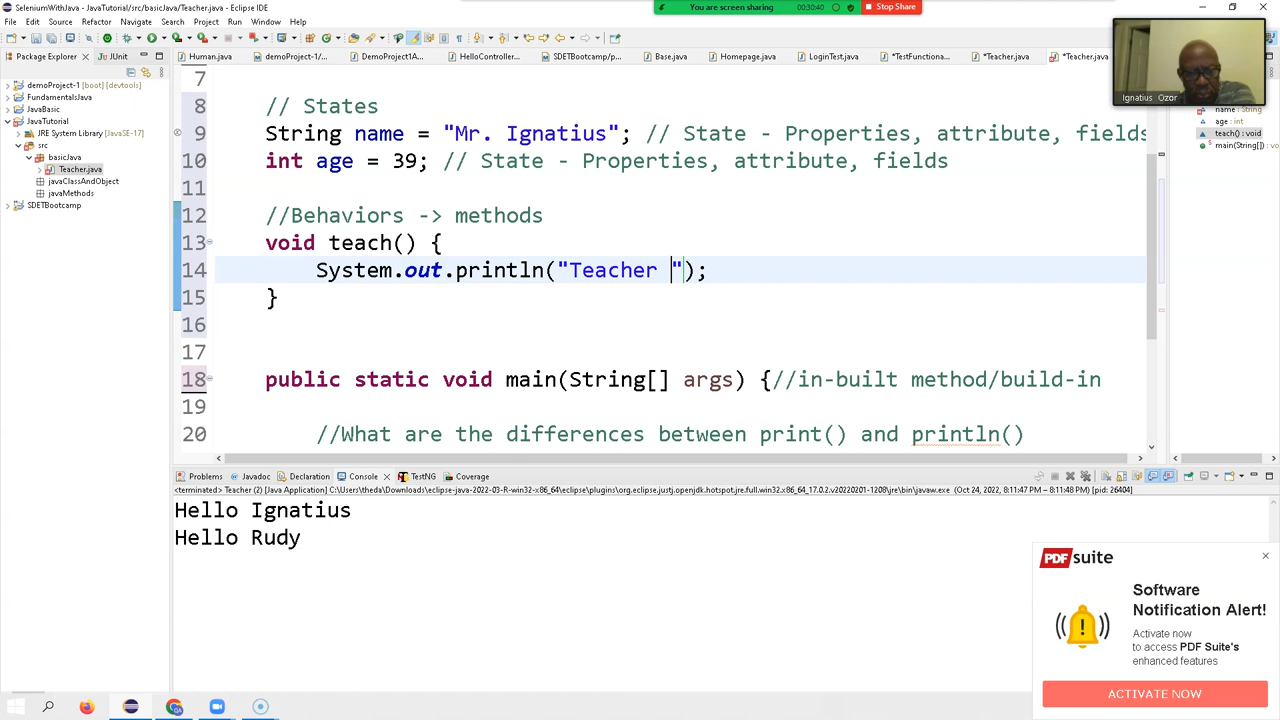 SeleniumWithJava - JavaTutorial/src/basicJava/Teacher.java - Eclipse IDE
You are screen sharing
00:30:40
Stop Share
File Edit Source Refactor Navigate Search Project Run Window Help
Package Explorer JUnit
Human.java demoProject-1/... DemoProject1A... HelloController... SDETBootcamp/p... Base.java Homepage.java LoginTest.java *TestFunctiona... *Teacher.java *Teacher.java
Ignatius Ozor
demoProject-1 [boot] [devtools]
FundamentalsJava
JavaBasic
JavaTutorial
JRE System Library [JavaSE-17]
src
basicJava
Teacher.java
javaClassAndObject
javaMethods
SDETBootcamp
7
8 // States
9 String name = "Mr. Ignatius"; // State - Properties, attribute, fields
10 int age = 39; // State - Properties, attribute, fields
11
12 //Behaviors -> methods
13 void teach() {
14 System.out.println("Teacher ");
15 }
16
17
18 public static void main(String[] args) {//in-built method/build-in
19
20 //What are the differences between print() and println()
name : String
age : int
teach() : void
main(String[]) :
Problems Javadoc Declaration Console TestNG Coverage
<terminated> Teacher (2) [Java Application] C:\Users\theda\Downloads\eclipse-java-2022-03-R-win32-x86_64\eclipse\plugins\org.eclipse.justj.openjdk.hotspot.jre.full.win32.x86_64_17.0.2.v20220201-1208\jre\bin\javaw.exe (Oct 24, 2022, 8:11:47 PM – 8:11:48 PM) [pid: 26404]
Hello Ignatius
Hello Rudy
PDF suite
Software
Notification Alert!
Activate now
to access PDF Suite's
enhanced features
ACTIVATE NOW